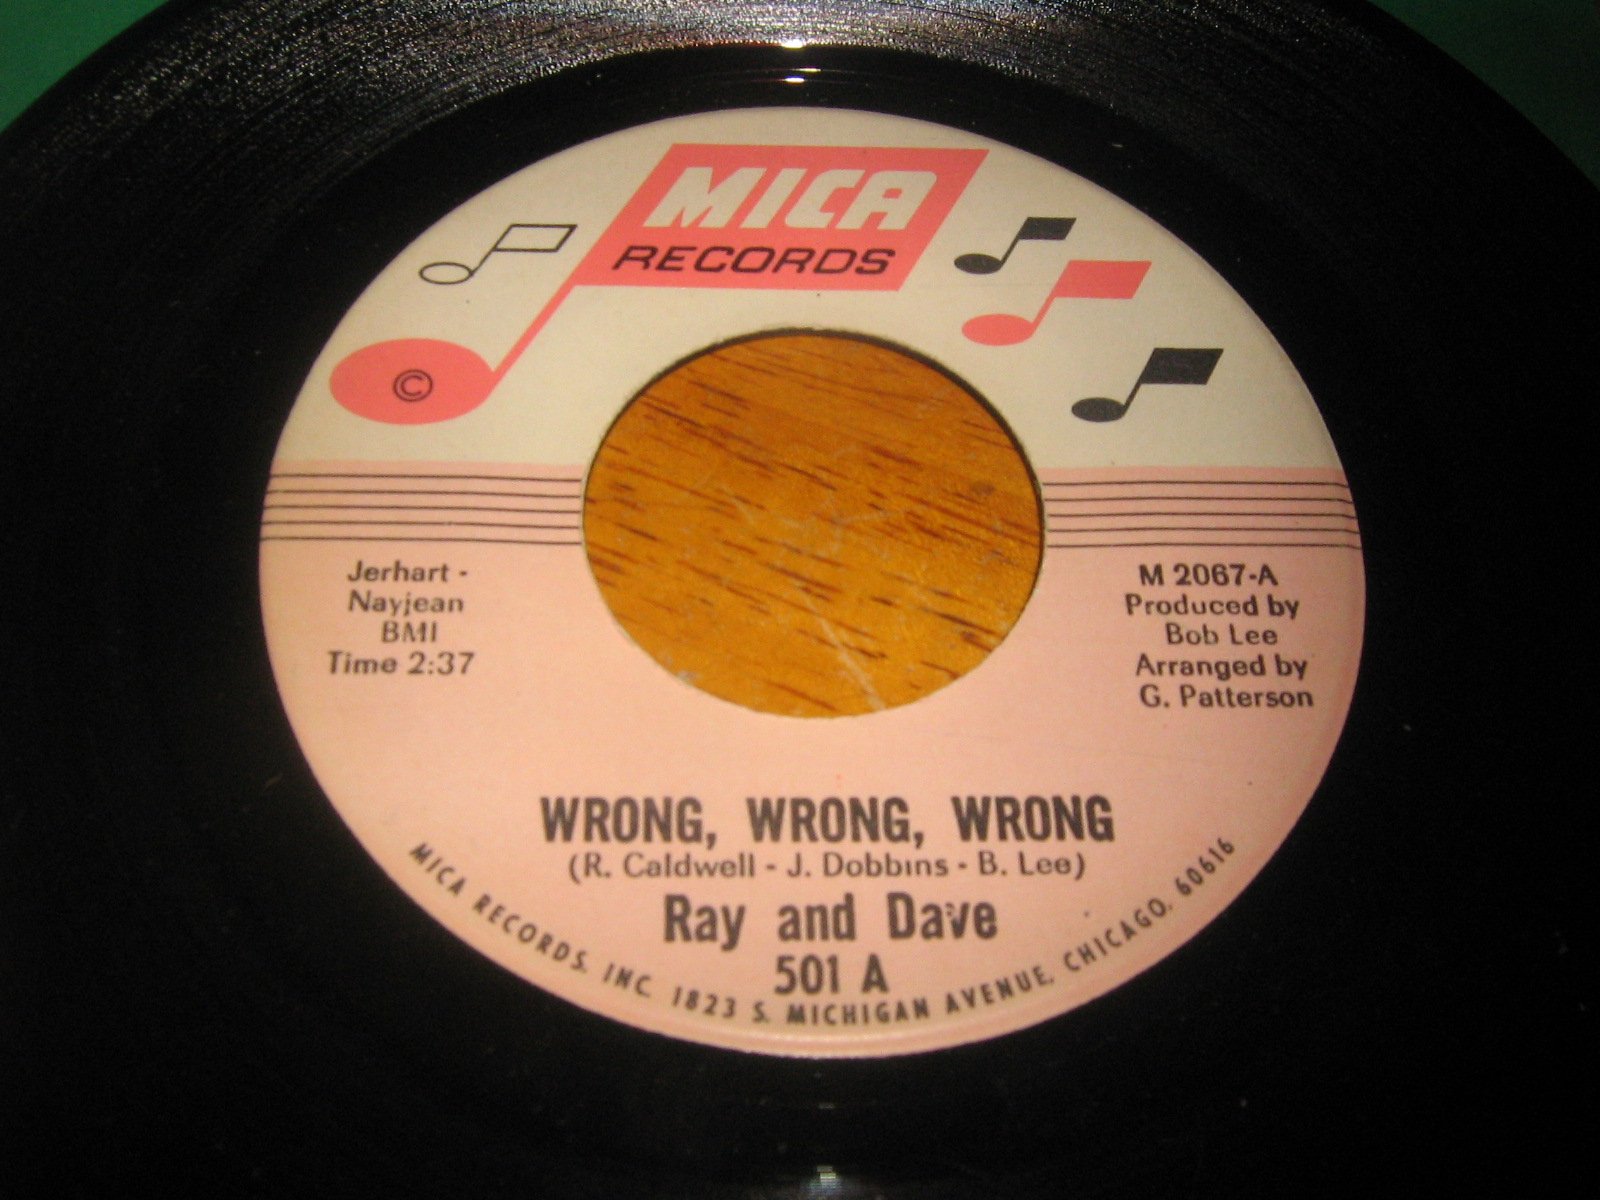 MICA
RECORDS
©
Jerhart -
Nayjean
BMI
Time 2:37
M 2067-A
Produced by
Bob Lee
Arranged by
G. Patterson
WRONG, WRONG, WRONG
(R. Caldwell - J. Dobbins - B. Lee)
Ray and Dave
501 A
MICA RECORDS, INC. 1823 S. MICHIGAN AVENUE, CHICAGO, 60616